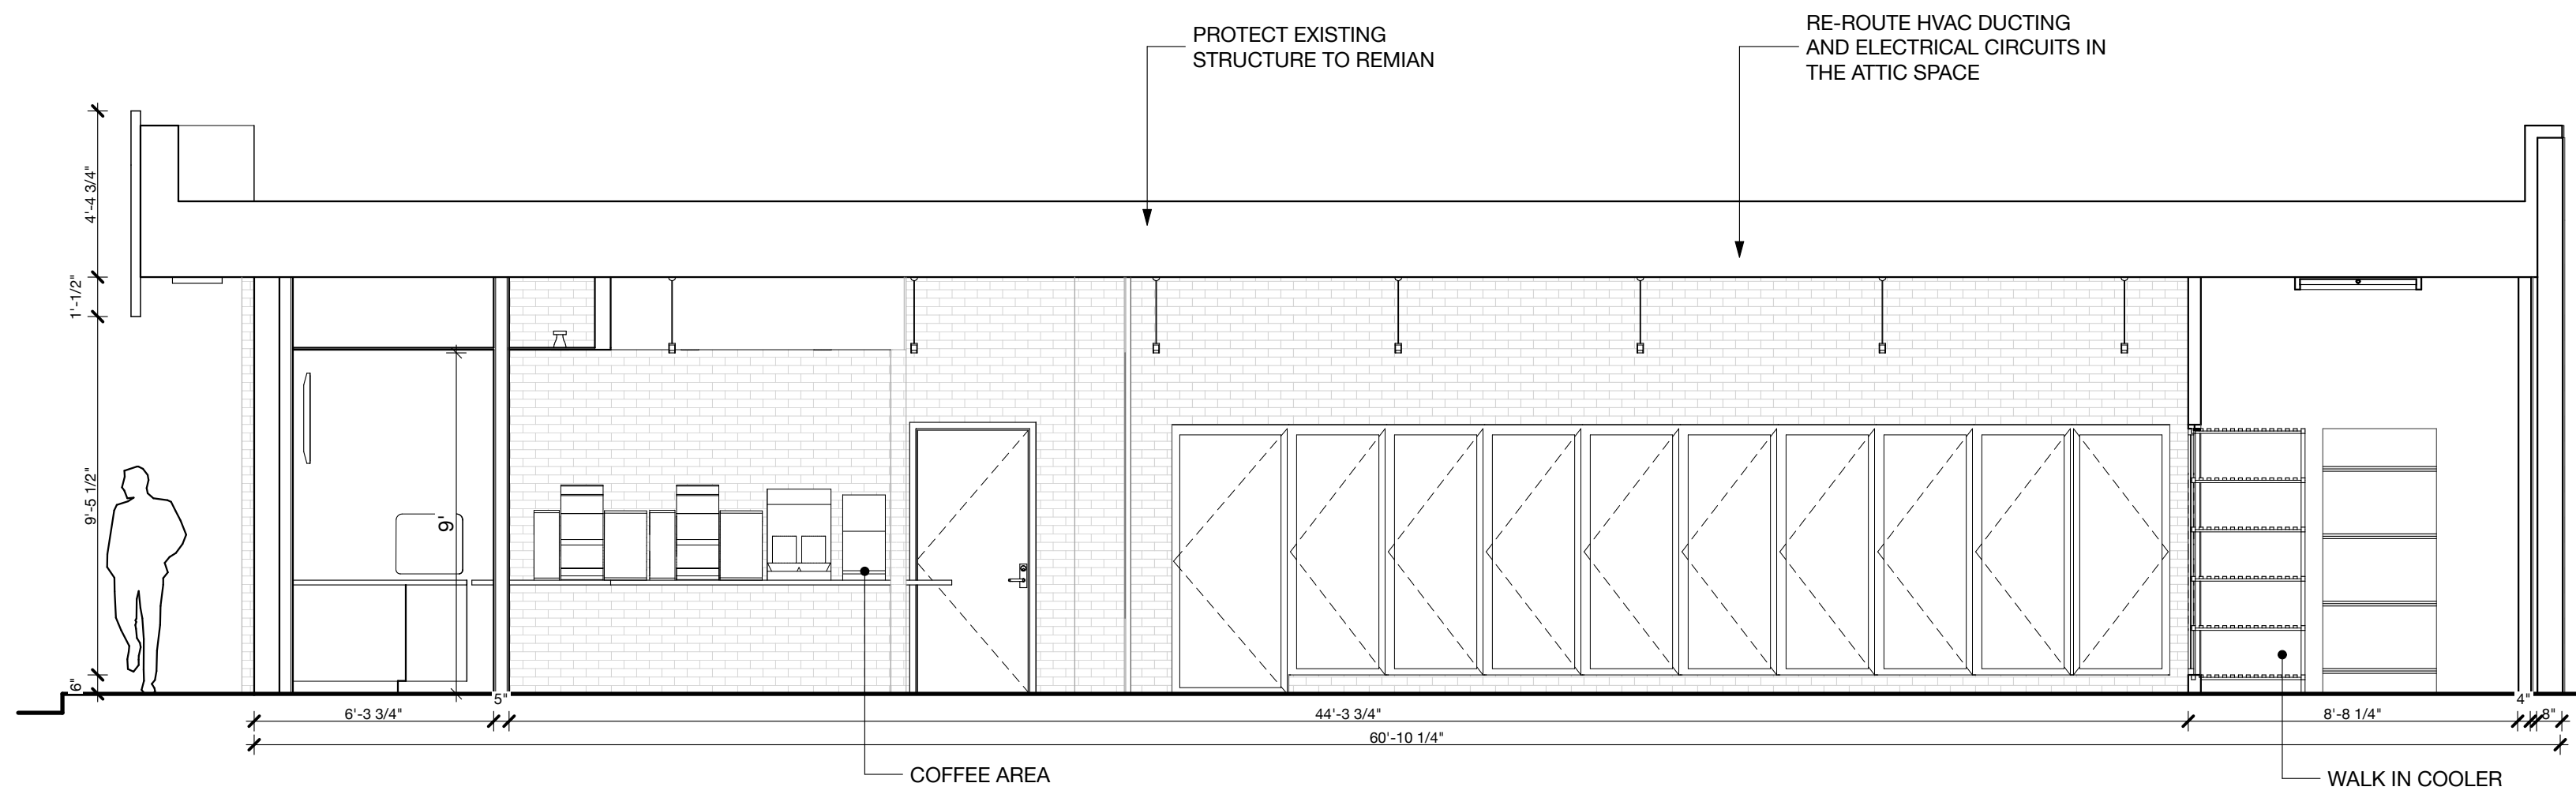 PROTECT EXISTING
STRUCTURE TO REMIAN
RE-ROUTE HVAC DUCTING
AND ELECTRICAL CIRCUITS IN
THE ATTIC SPACE
4'-4 3/4"
1'-1/2"
9'-5 1/2"
6"
9'
5"
4"
6'-3 3/4"
44'-3 3/4"
8'-8 1/4"
8"
60'-10 1/4"
COFFEE AREA
WALK IN COOLER